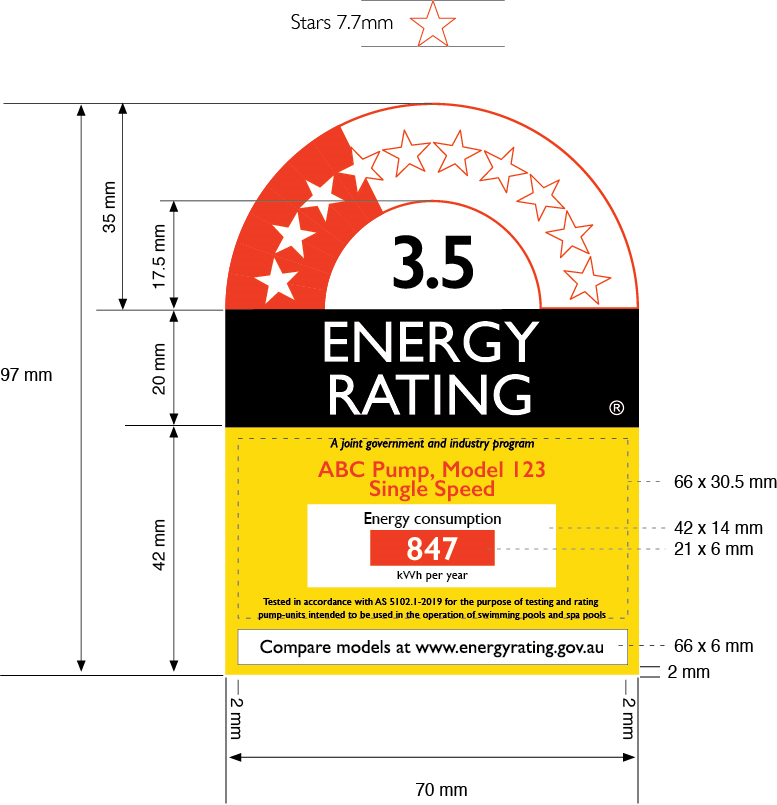 Stars 7.7mm
35 mm
17.5 mm
3.5
ENERGY
RATING
®
20 mm
97 mm
A joint government and industry program
ABC Pump, Model 123
Single Speed
66 x 30.5 mm
Energy consumption
42 x 14 mm
847
21 x 6 mm
kWh per year
42 mm
Tested in accordance with AS 5102.1-2019 for the purpose of testing and rating
pump-units intended to be used in the operation of swimming pools and spa pools
Compare models at www.energyrating.gov.au
66 x 6 mm
2 mm
2 mm
2 mm
70 mm